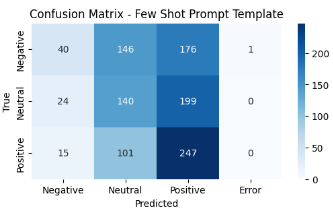 Confusion Matrix - Few Shot Prompt Template
Negative 40 146 176 1
Neutral 24 140 199 0
Positive 15 101 247 0
True
Negative Neutral Positive Error
Predicted
200
150
100
50
0